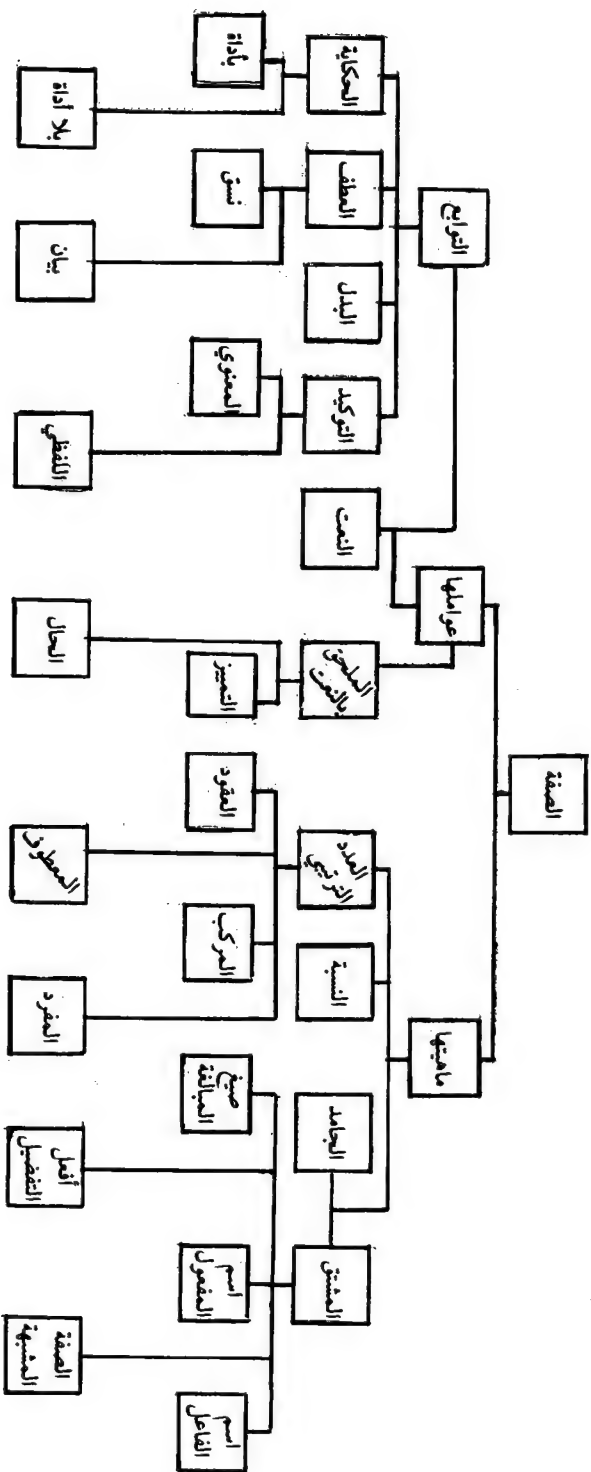 الصفة
ماهيتها
عواملها
التوابع
المشتق
الجامد
النسبة
العدد
الترتيبي
الملحق
بالنعت
النعت
التوكيد
البدل
العطف
الحكاية
اسم
الفاعل
الصفة
المشبهة
اسم
المفعول
أفعل
التفضيل
صيغ
المبالغة
المفرد
المركب
المعطوف
العقود
التمييز
الحال
المعنوي
اللفظي
نسق
بيان
بأداة
بلا أداة